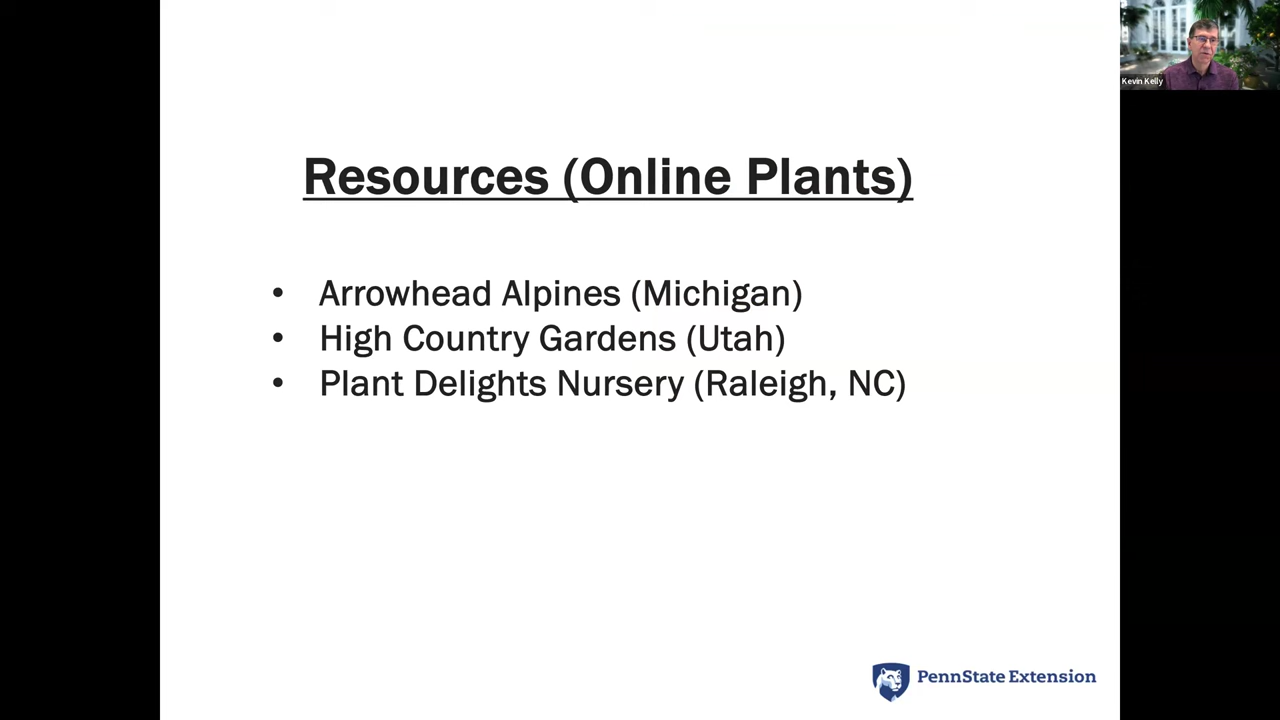 Kevin Kelly
Resources (Online Plants)
• Arrowhead Alpines (Michigan)
• High Country Gardens (Utah)
• Plant Delights Nursery (Raleigh, NC)
PennState Extension